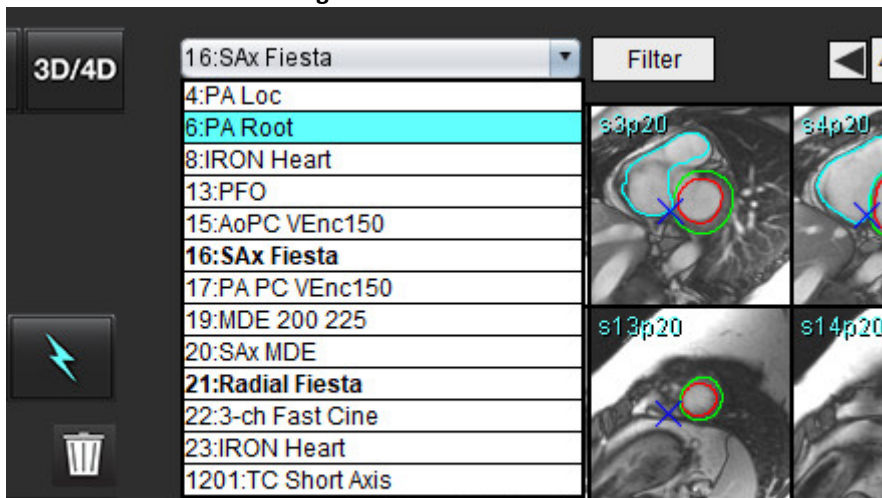 3D/4D
16:SAx Fiesta
Filter
4:PA Loc
6:PA Root
8:IRON Heart
13:PFO
15:AoPC VEnc150
16:SAx Fiesta
17:PA PC VEnc150
19:MDE 200 225
20:SAx MDE
21:Radial Fiesta
22:3-ch Fast Cine
23:IRON Heart
1201:TC Short Axis
s3p20
s4p20
s13p20
s14p20